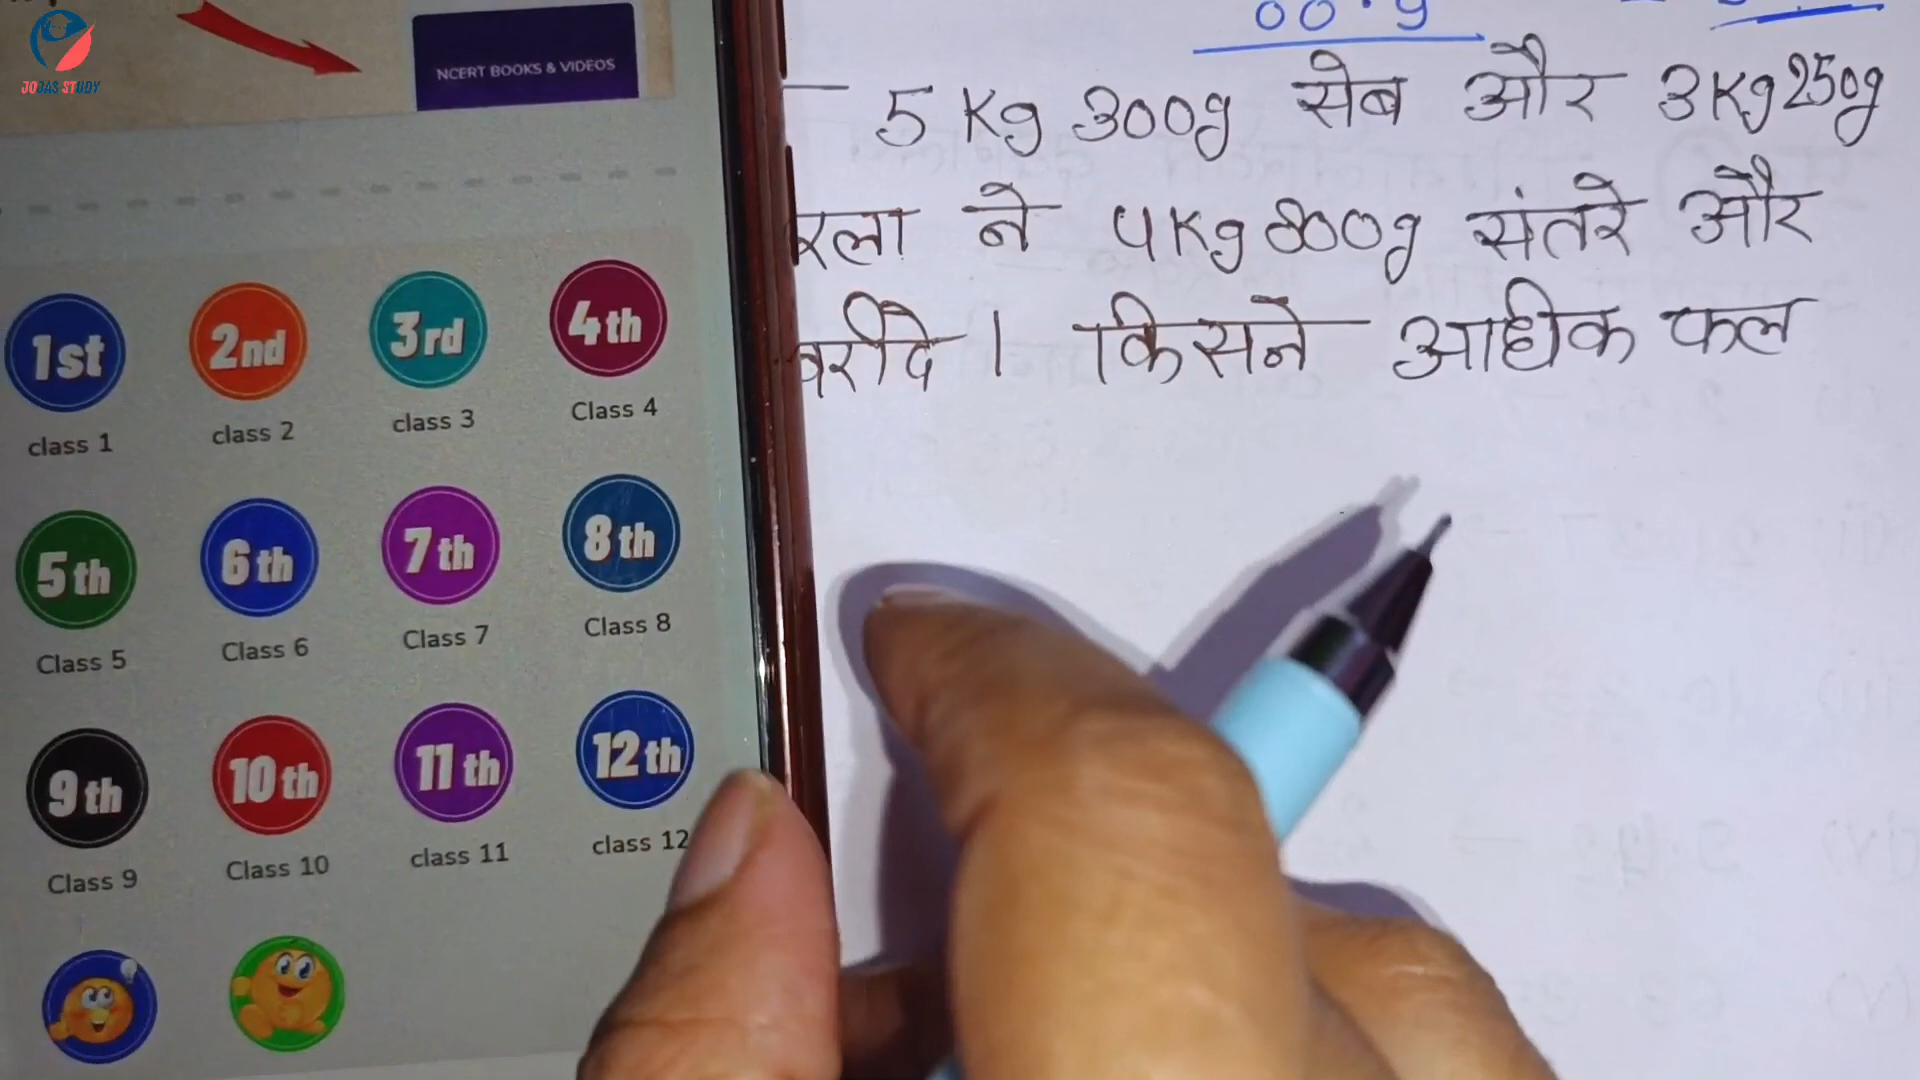 JOBAS STUDY
NCERT BOOKS & VIDEOS
1st
2nd
3rd
4th
class 1
class 2
class 3
Class 4
5th
6th
7th
8th
Class 5
Class 6
Class 7
Class 8
9th
10th
11th
12th
Class 9
Class 10
class 11
class 12
5 Kg 300g सेब और 3Kg 250g
रला ने 4Kg 800g संतरे और
किसने अधिक फल